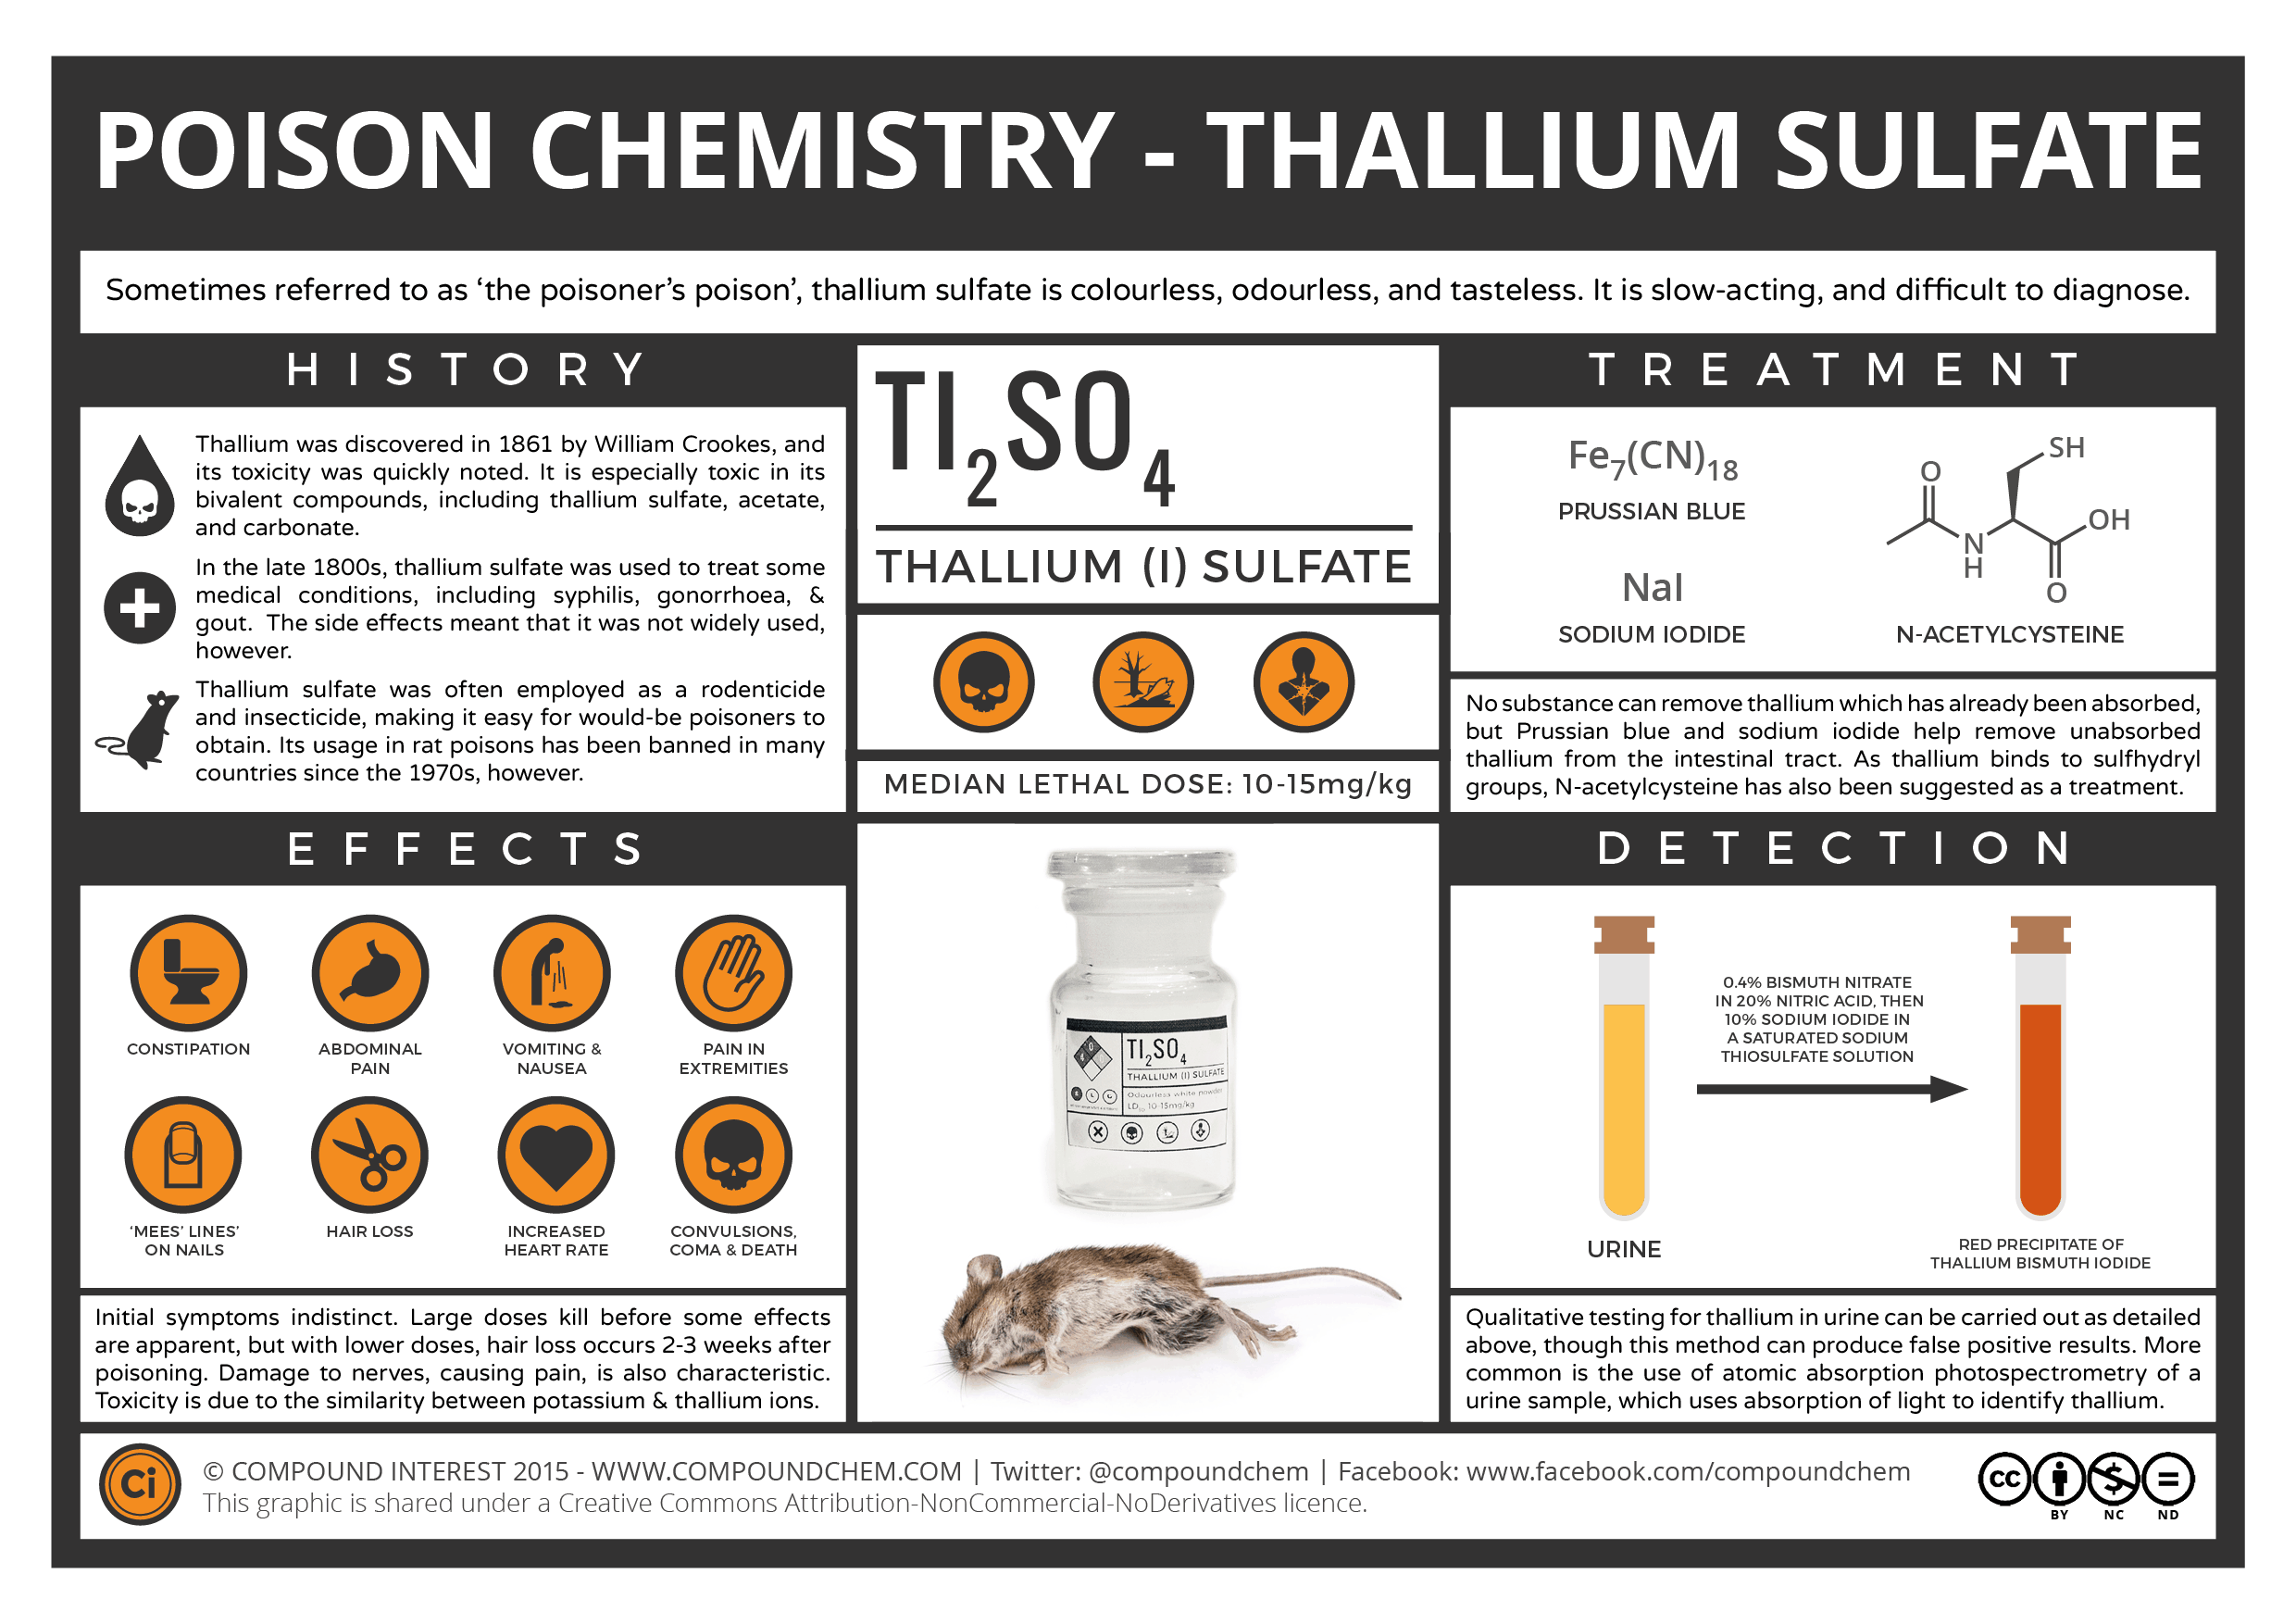 POISON CHEMISTRY - THALLIUM SULFATE
Sometimes referred to as ‘the poisoner’s poison’, thallium sulfate is colourless, odourless, and tasteless. It is slow-acting, and difficult to diagnose.
HISTORY
Thallium was discovered in 1861 by William Crookes, and
its toxicity was quickly noted. It is especially toxic in its
bivalent compounds, including thallium sulfate, acetate,
and carbonate.
In the late 1800s, thallium sulfate was used to treat some
medical conditions, including syphilis, gonorrhoea, &
gout. The side effects meant that it was not widely used,
however.
Thallium sulfate was often employed as a rodenticide
and insecticide, making it easy for would-be poisoners to
obtain. Its usage in rat poisons has been banned in many
countries since the 1970s, however.
EFFECTS
CONSTIPATION
ABDOMINAL
PAIN
VOMITING &
NAUSEA
PAIN IN
EXTREMITIES
‘MEES’ LINES’
ON NAILS
HAIR LOSS
INCREASED
HEART RATE
CONVULSIONS,
COMA & DEATH
Initial symptoms indistinct. Large doses kill before some effects
are apparent, but with lower doses, hair loss occurs 2-3 weeks after
poisoning. Damage to nerves, causing pain, is also characteristic.
Toxicity is due to the similarity between potassium & thallium ions.
TI2SO4
THALLIUM (I) SULFATE
MEDIAN LETHAL DOSE: 10-15mg/kg
TI2SO4
THALLIUM (I) SULFATE
Odourless white powder
LD50 10-15mg/kg
TREATMENT
Fe7(CN)18
PRUSSIAN BLUE
NaI
SODIUM IODIDE
SH
O
OH
N
H
O
N-ACETYLCYSTEINE
No substance can remove thallium which has already been absorbed,
but Prussian blue and sodium iodide help remove unabsorbed
thallium from the intestinal tract. As thallium binds to sulfhydryl
groups, N-acetylcysteine has also been suggested as a treatment.
DETECTION
0.4% BISMUTH NITRATE
IN 20% NITRIC ACID, THEN
10% SODIUM IODIDE IN
A SATURATED SODIUM
THIOSULFATE SOLUTION
URINE
RED PRECIPITATE OF
THALLIUM BISMUTH IODIDE
Qualitative testing for thallium in urine can be carried out as detailed
above, though this method can produce false positive results. More
common is the use of atomic absorption photospectrometry of a
urine sample, which uses absorption of light to identify thallium.
Ci
© COMPOUND INTEREST 2015 - WWW.COMPOUNDCHEM.COM | Twitter: @compoundchem | Facebook: www.facebook.com/compoundchem
This graphic is shared under a Creative Commons Attribution-NonCommercial-NoDerivatives licence.
CC
BY NC ND